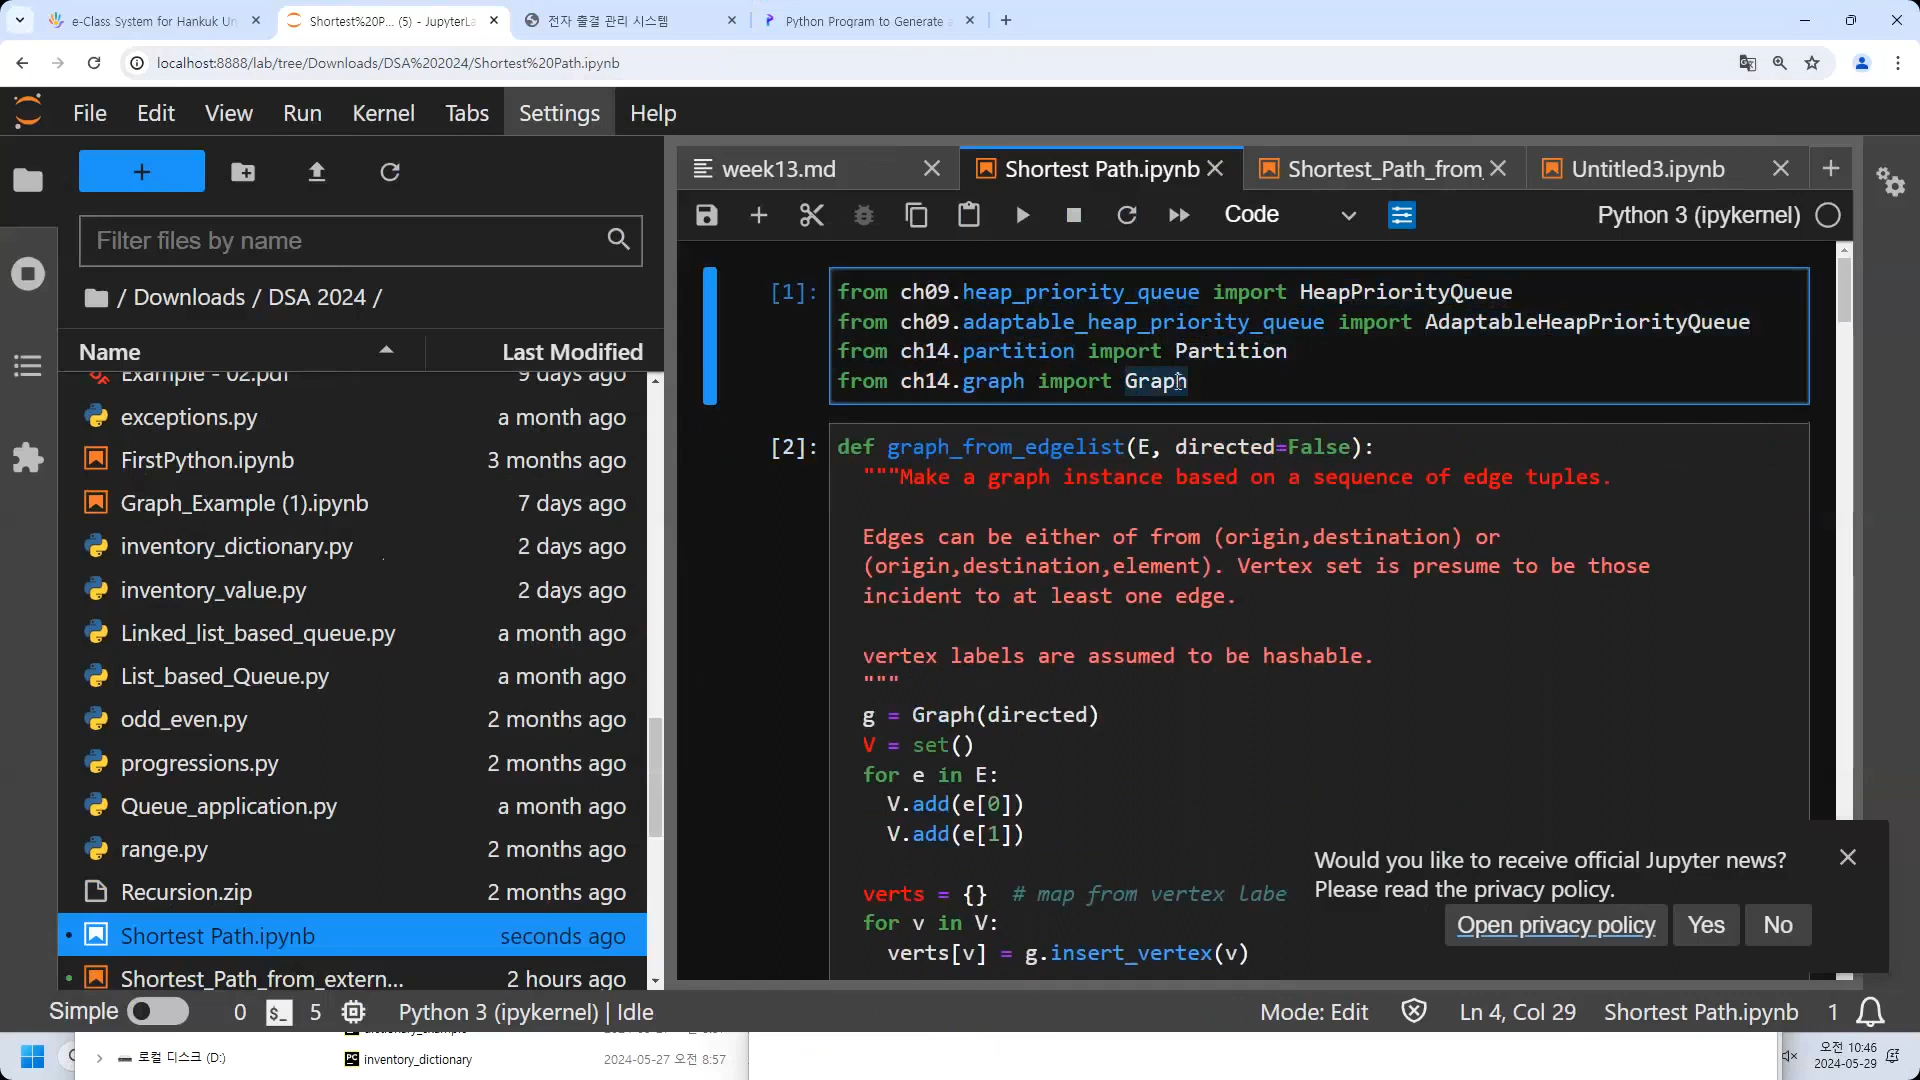 e-Class System for Hankuk Un
Shortest%20P... (5) - JupyterLa
전자 출결 관리 시스템
Python Program to Generate a
localhost:8888/lab/tree/Downloads/DSA%202024/Shortest%20Path.ipynb
File Edit View Run Kernel Tabs Settings Help
week13.md
Shortest Path.ipynb
Shortest_Path_from_
Untitled3.ipynb
Code
Python 3 (ipykernel)
Filter files by name
/ Downloads / DSA 2024 /
Name Last Modified
Example - 02.pdf 9 days ago
exceptions.py a month ago
FirstPython.ipynb 3 months ago
Graph_Example (1).ipynb 7 days ago
inventory_dictionary.py 2 days ago
inventory_value.py 2 days ago
Linked_list_based_queue.py a month ago
List_based_Queue.py a month ago
odd_even.py 2 months ago
progressions.py 2 months ago
Queue_application.py a month ago
range.py 2 months ago
Recursion.zip 2 months ago
Shortest Path.ipynb seconds ago
Shortest_Path_from_extern... 2 hours ago
[1]: from ch09.heap_priority_queue import HeapPriorityQueue
from ch09.adaptable_heap_priority_queue import AdaptableHeapPriorityQueue
from ch14.partition import Partition
from ch14.graph import Graph
[2]: def graph_from_edgelist(E, directed=False):
"""Make a graph instance based on a sequence of edge tuples.
Edges can be either of from (origin,destination) or
(origin,destination,element). Vertex set is presume to be those
incident to at least one edge.
vertex labels are assumed to be hashable.
"""
g = Graph(directed)
V = set()
for e in E:
V.add(e[0])
V.add(e[1])
verts = {} # map from vertex labe
for v in V:
verts[v] = g.insert_vertex(v)
Would you like to receive official Jupyter news?
Please read the privacy policy.
Open privacy policy Yes No
Simple 0 $_ 5 Python 3 (ipykernel) | Idle
Mode: Edit Ln 4, Col 29 Shortest Path.ipynb 1
로컬 디스크 (D:)
PC inventory_dictionary 2024-05-27 오전 8:57
오전 10:46
2024-05-29